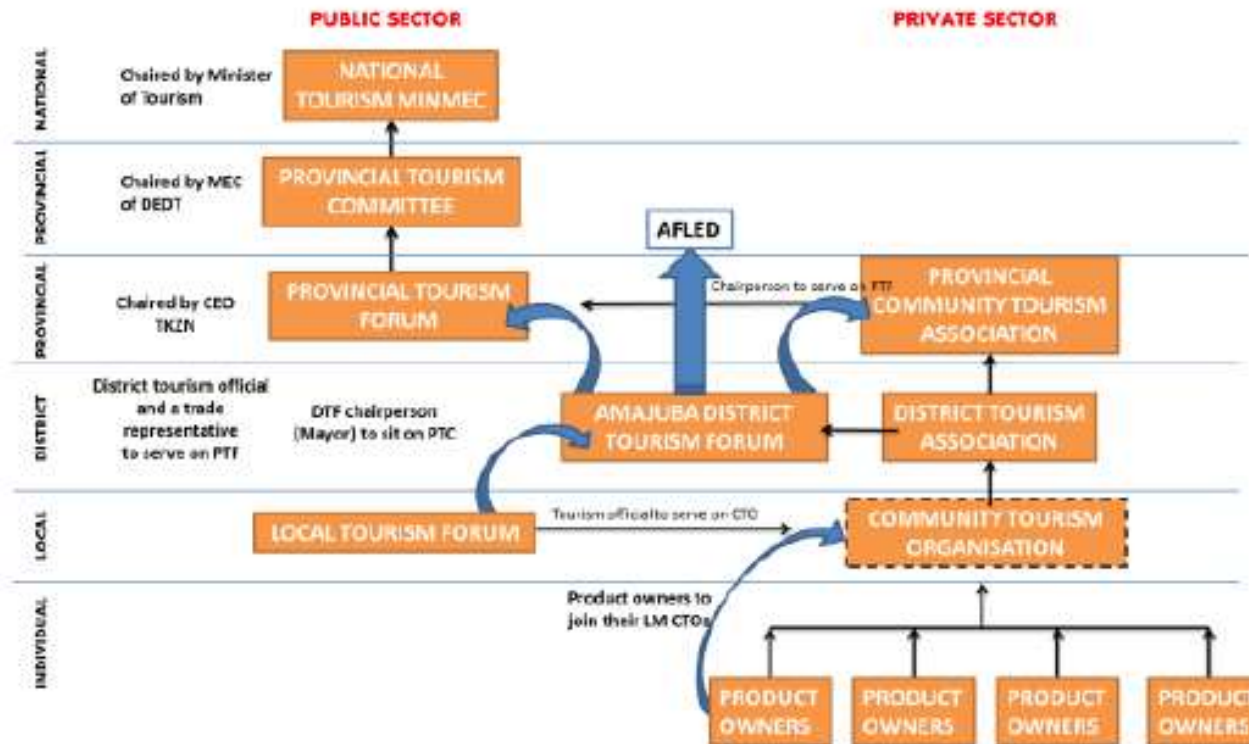 PUBLIC SECTOR
PRIVATE SECTOR
NATIONAL
Chaired by Minister
of Tourism
NATIONAL
TOURISM MINMEC
PROVINCIAL
Chaired by MEC
of DEDT
PROVINCIAL TOURISM
COMMITTEE
AFLED
PROVINCIAL
Chaired by CEO
TKZN
PROVINCIAL TOURISM
FORUM
Chairperson to serve on PTF
PROVINCIAL
COMMUNITY TOURISM
ASSOCIATION
DISTRICT
District tourism official
and a trade
representative
to serve on PTF
DTF chairperson
(Mayor) to sit on PTC
AMAJUBA DISTRICT
TOURISM FORUM
DISTRICT TOURISM
ASSOCIATION
LOCAL
LOCAL TOURISM FORUM
Tourism official to serve on CTO
COMMUNITY TOURISM
ORGANISATION
INDIVIDUAL
Product owners to
join their LM CTOs
PRODUCT
OWNERS
PRODUCT
OWNERS
PRODUCT
OWNERS
PRODUCT
OWNERS